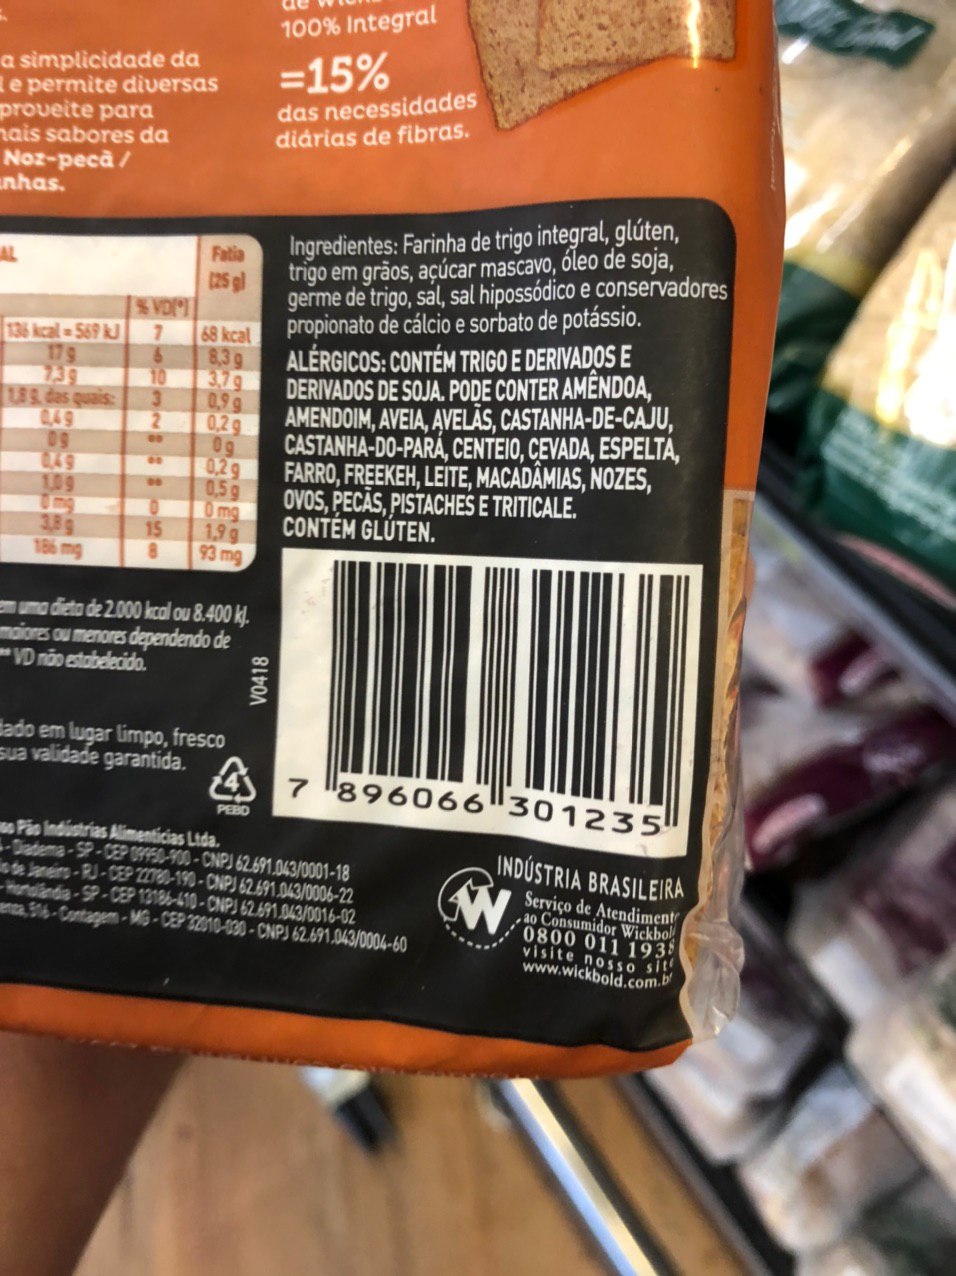 100% Integral
=15%
das necessidades
diárias de fibras.
a simplicidade da
e permite diversas
proveite para
mais sabores da
Noz-pecã /
nhas.
AL
Fatia
(25 g)
% VD(*)
136 kcal = 569 kJ 7 68 kcal
17 g 6 8,3 g
7,3 g 10 3,7 g
1,8 g, das quais: 3 0,9 g
0,4 g 2 0,2 g
0 g ** 0 g
0,4 g ** 0,2 g
1,0 g ** 0,5 g
0 mg 0 0 mg
3,8 g 15 1,9 g
186 mg 8 93 mg
em uma dieta de 2.000 kcal ou 8.400 kJ.
maiores ou menores dependendo de
** VD não estabelecido.
V0418
dado em lugar limpo, fresco
sua validade garantida.
4
PEBD
Ingredientes: Farinha de trigo integral, glúten,
trigo em grãos, açúcar mascavo, óleo de soja,
germe de trigo, sal, sal hipossódico e conservadores
propionato de cálcio e sorbato de potássio.
ALÉRGICOS: CONTÉM TRIGO E DERIVADOS E
DERIVADOS DE SOJA. PODE CONTER AMÊNDOA,
AMENDOIM, AVEIA, AVELÃS, CASTANHA-DE-CAJU,
CASTANHA-DO-PARÁ, CENTEIO, CEVADA, ESPELTA,
FARRO, FREEKEH, LEITE, MACADÂMIAS, NOZES,
OVOS, PECÃS, PISTACHES E TRITICALE.
CONTÉM GLÚTEN.
7 896066 301235
Pão Indústrias Alimentícias Ltda.
- Diadema - SP - CEP 09950-900 - CNPJ 62.691.043/0001-18
de Janeiro - RJ - CEP 22780-190 - CNPJ 62.691.043/0006-22
Hortolândia - SP - CEP 13186-410 - CNPJ 62.691.043/0016-02
516 - Contagem - MG - CEP 32010-030 - CNPJ 62.691.043/0004-60
W
INDÚSTRIA BRASILEIRA
Serviço de Atendimento
ao Consumidor Wickbold
0800 011 1938
visite nosso site
www.wickbold.com.br